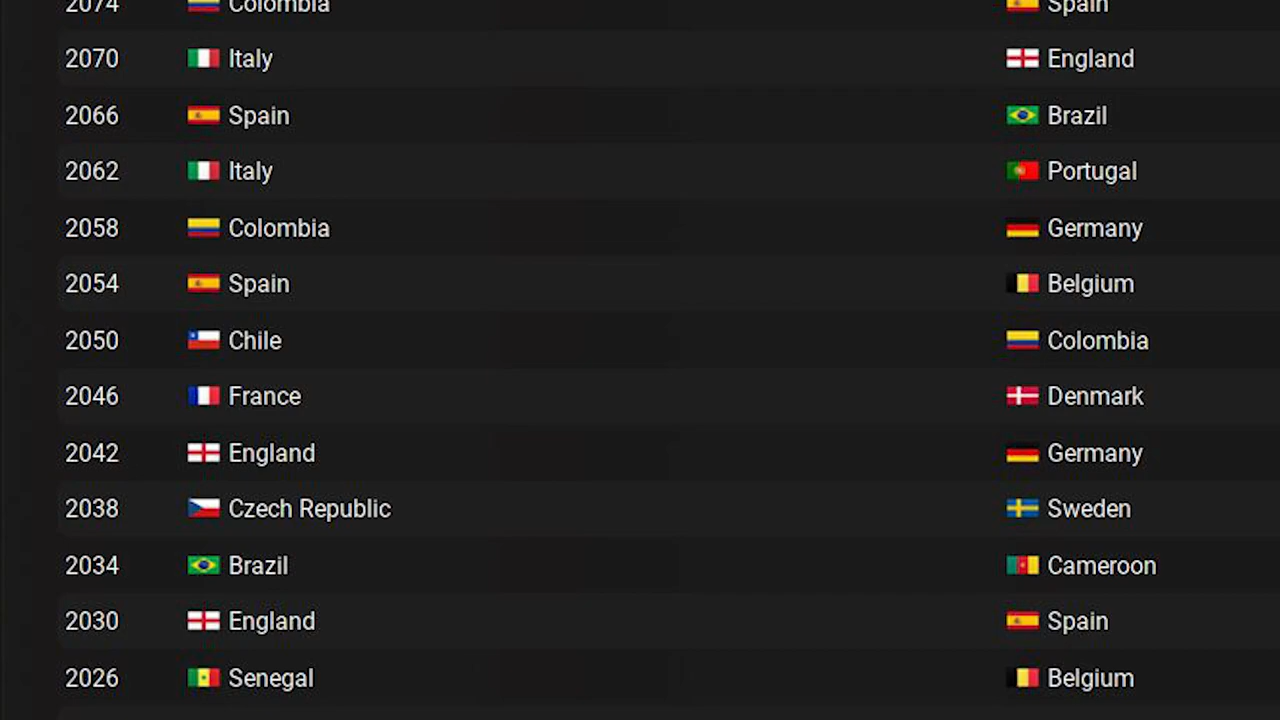 2074 Colombia Spain
2070 Italy England
2066 Spain Brazil
2062 Italy Portugal
2058 Colombia Germany
2054 Spain Belgium
2050 Chile Colombia
2046 France Denmark
2042 England Germany
2038 Czech Republic Sweden
2034 Brazil Cameroon
2030 England Spain
2026 Senegal Belgium